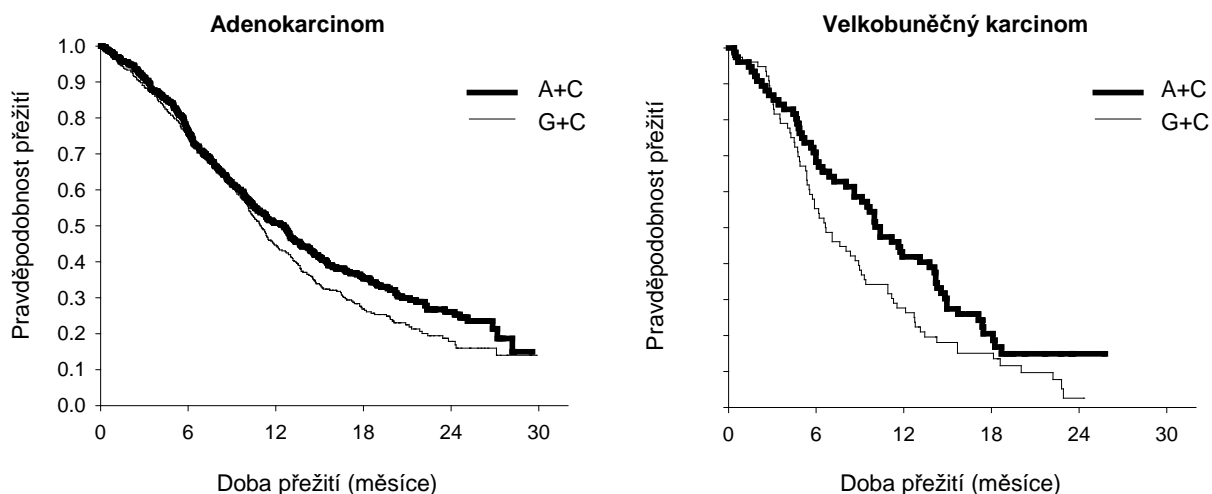 Adenokarcinom
Pravděpodobnost přežití
1.0
0.9
0.8
0.7
0.6
0.5
0.4
0.3
0.2
0.1
0.0
A+C
G+C
0 6 12 18 24 30
Doba přežití (měsíce)
Velkobuněčný karcinom
Pravděpodobnost přežití
A+C
G+C
0 6 12 18 24 30
Doba přežití (měsíce)